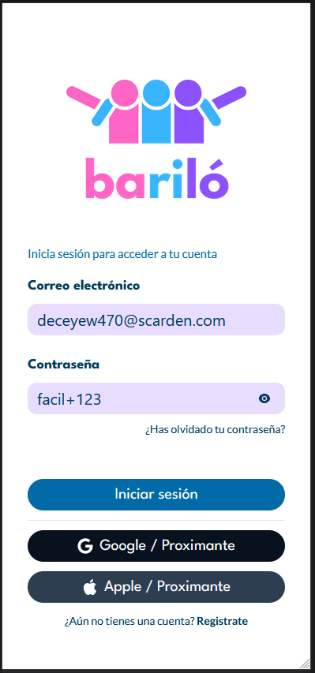 bariló
Inicia sesión para acceder a tu cuenta
Correo electrónico
deceyew470@scarden.com
Contraseña
facil+123
¿Has olvidado tu contraseña?
Iniciar sesión
Google / Proximante
Apple / Proximante
¿Aún no tienes una cuenta? Registrate